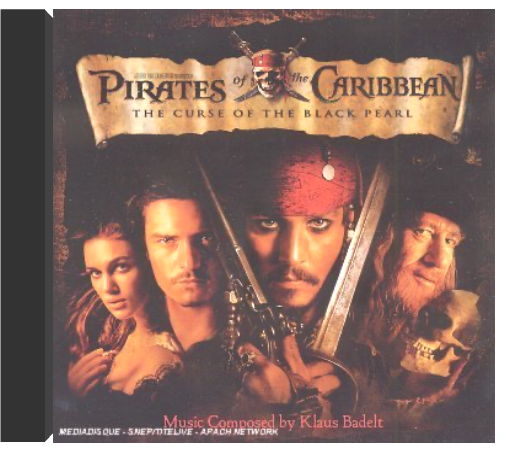 PIRATES of the CARIBBEAN
THE CURSE OF THE BLACK PEARL
Music Composed by Klaus Badelt
MEDIADISQUE - SNEP/TITELIVE - APACH NETWORK